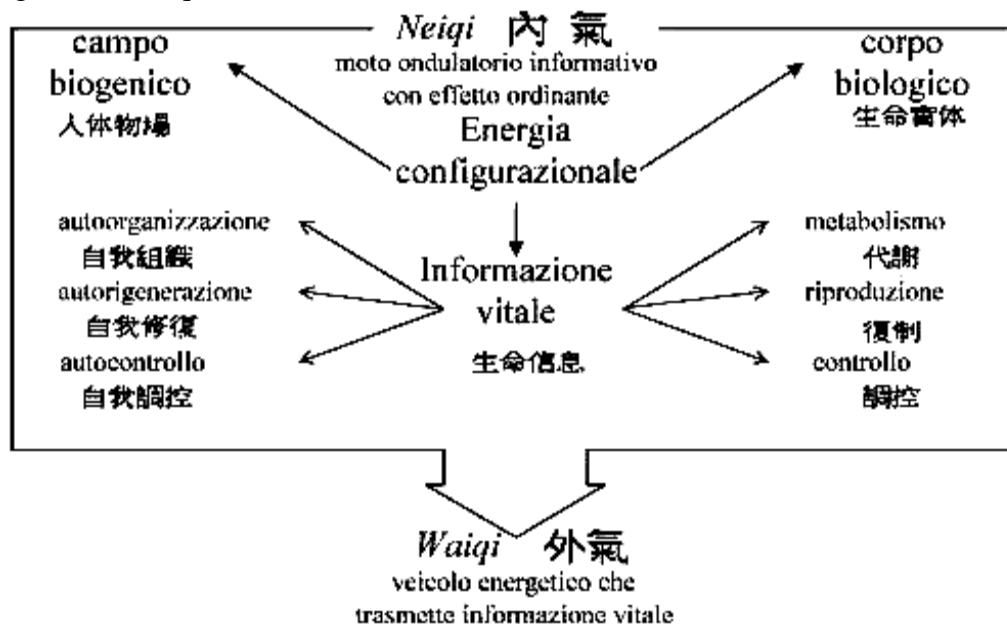 Neiqi 內氣
moto ondulatorio informativo
con effetto ordinante
Energia
configurazionale
campo
biogenico
人体物場
corpo
biologico
生命實体
autoorganizzazione
自我組織
autorigenerazione
自我修復
autocontrollo
自我調控
Informazione
vitale
生命信息
metabolismo
代謝
riproduzione
復制
controllo
調控
Waiqi 外氣
veicolo energetico che
trasmette informazione vitale